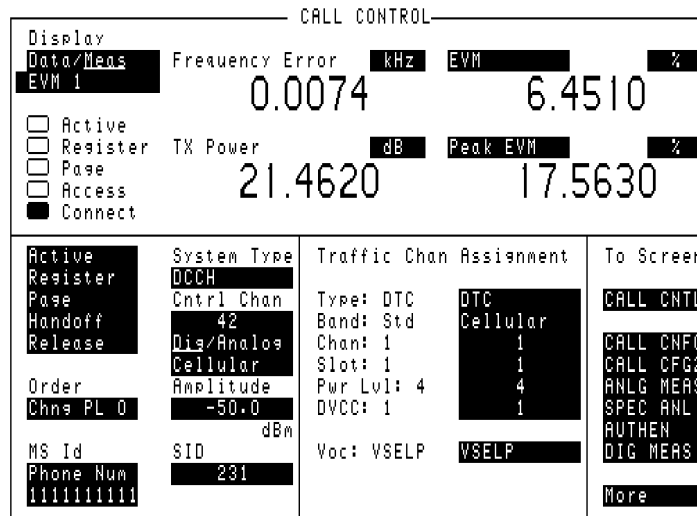 CALL CONTROL
Display
Data/Meas
EVM 1
Active
Register
Page
Access
Connect
Frequency Error kHz
0.0074
EVM %
6.4510
TX Power dB
21.4620
Peak EVM %
17.5630
Active
Register
Page
Handoff
Release
Order
Chng PL 0
MS Id
Phone Num
1111111111
System Type
DCCH
Cntrl Chan
42
Dig/Analog
Cellular
Amplitude
-50.0
dBm
SID
231
Traffic Chan Assignment
Type: DTC DTC
Band: Std Cellular
Chan: 1 1
Slot: 1 1
Pwr Lvl: 4 4
DVCC: 1 1
Voc: VSELP VSELP
To Screen
CALL CNTL
CALL CNFG
CALL CFG2
ANLG MEAS
SPEC ANL
AUTHEN
DIG MEAS
More